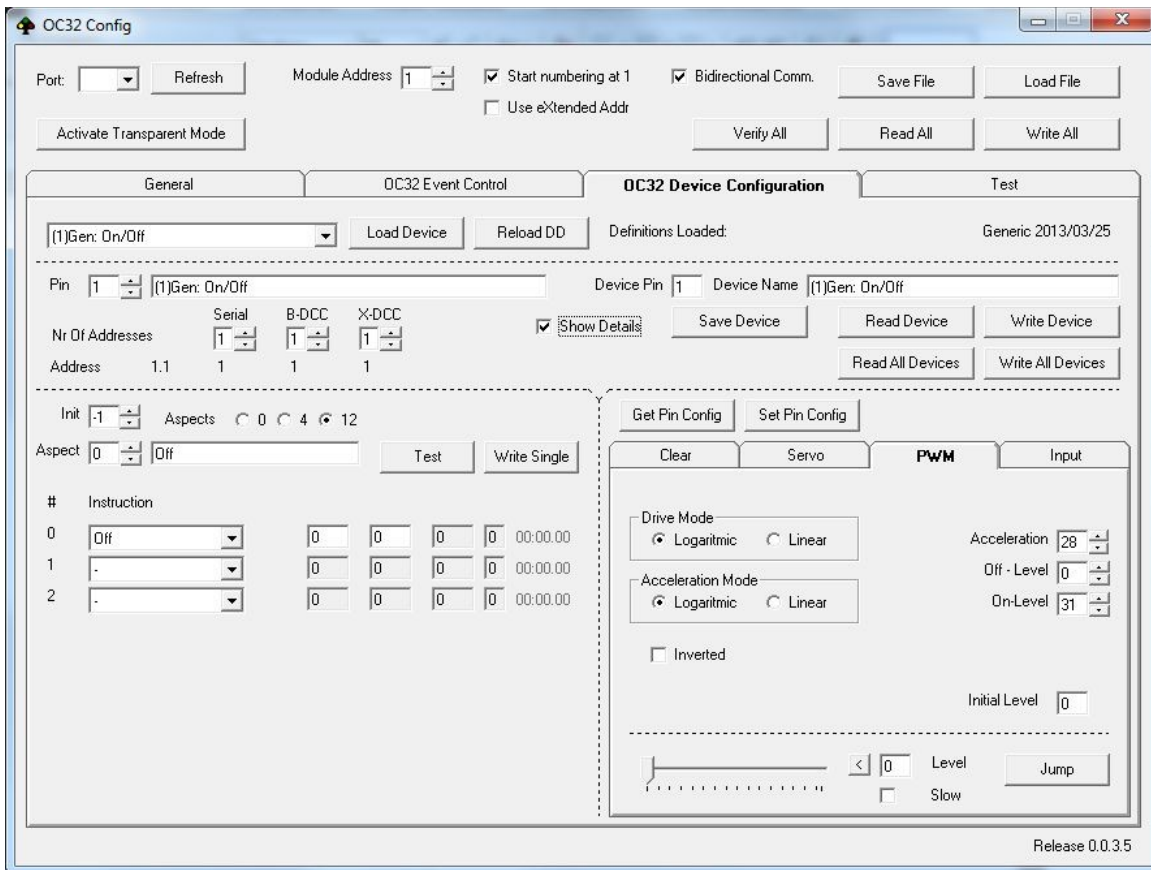 OC32 Config
Port: Refresh Module Address 1 Start numbering at 1 Bidirectional Comm. Save File Load File
Use eXtended Addr
Activate Transparent Mode Verify All Read All Write All
General OC32 Event Control OC32 Device Configuration Test
(1)Gen: On/Off Load Device Reload DD Definitions Loaded: Generic 2013/03/25
Pin 1 (1)Gen: On/Off Device Pin 1 Device Name (1)Gen: On/Off
Serial B-DCC X-DCC
Nr Of Addresses 1 1 1 Show Details Save Device Read Device Write Device
Address 1.1 1 1 1 Read All Devices Write All Devices
Init -1 Aspects 0 4 12 Get Pin Config Set Pin Config
Aspect 0 Off Test Write Single
Clear Servo PWM Input
# Instruction
0 Off 0 0 0 0 00:00.00
1 - 0 0 0 0 00:00.00
2 - 0 0 0 0 00:00.00
Drive Mode
Logaritmic Linear
Acceleration 28
Off - Level 0
Acceleration Mode
Logaritmic Linear
On-Level 31
Inverted
Initial Level 0
< 0 Level Jump
Slow
Release 0.0.3.5